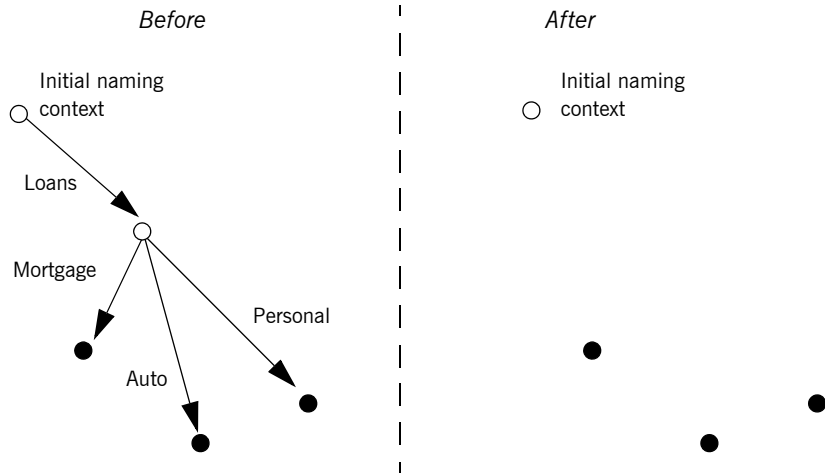 Before
After
Initial naming
context
Initial naming
context
Loans
Mortgage
Personal
Auto